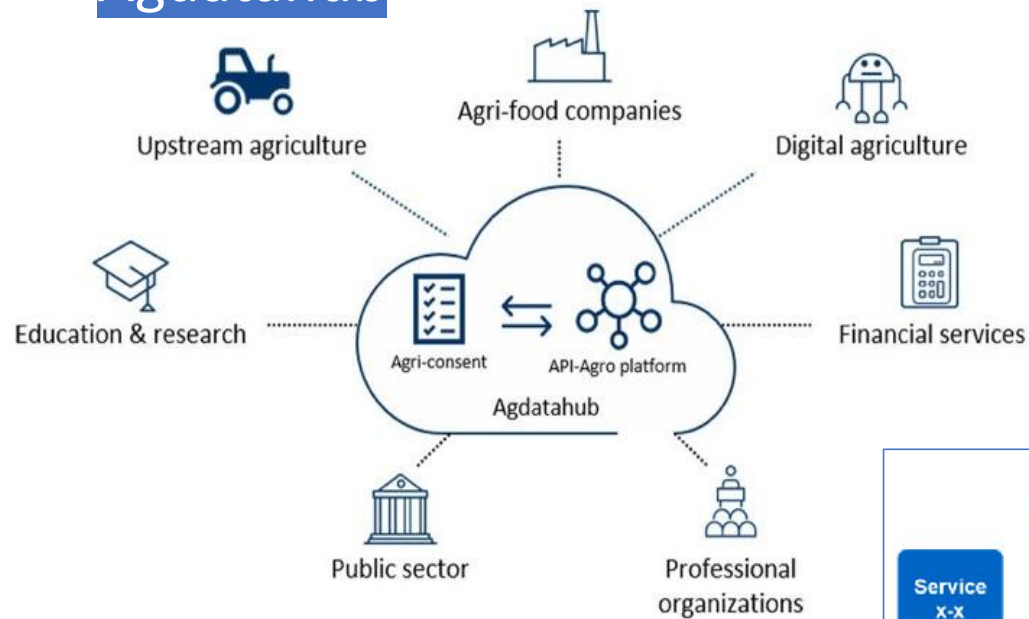 Agri-food companies
Upstream agriculture
Digital agriculture
Education & research
Financial services
Agri-consent
API-Agro platform
Agdatahub
Public sector
Professional
organizations
Service
x-x